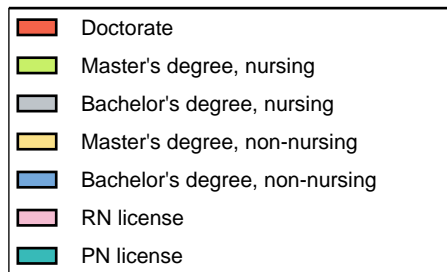 Doctorate
Master's degree, nursing
Bachelor's degree, nursing
Master's degree, non-nursing
Bachelor's degree, non-nursing
RN license
PN license